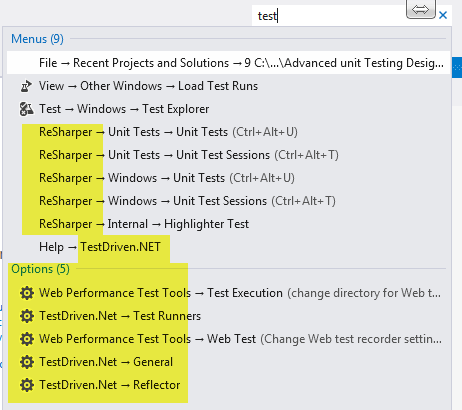 test
Menus (9)
File → Recent Projects and Solutions → 9 C:\...\Advanced unit Testing Desig...
View → Other Windows → Load Test Runs
Test → Windows → Test Explorer
ReSharper → Unit Tests → Unit Tests (Ctrl+Alt+U)
ReSharper → Unit Tests → Unit Test Sessions (Ctrl+Alt+T)
ReSharper → Windows → Unit Tests (Ctrl+Alt+U)
ReSharper → Windows → Unit Test Sessions (Ctrl+Alt+T)
ReSharper → Internal → Highlighter Test
Help → TestDriven.NET
Options (5)
Web Performance Test Tools → Test Execution (change directory for Web t...
TestDriven.Net → Test Runners
Web Performance Test Tools → Web Test (Change Web test recorder settin...
TestDriven.Net → General
TestDriven.Net → Reflector